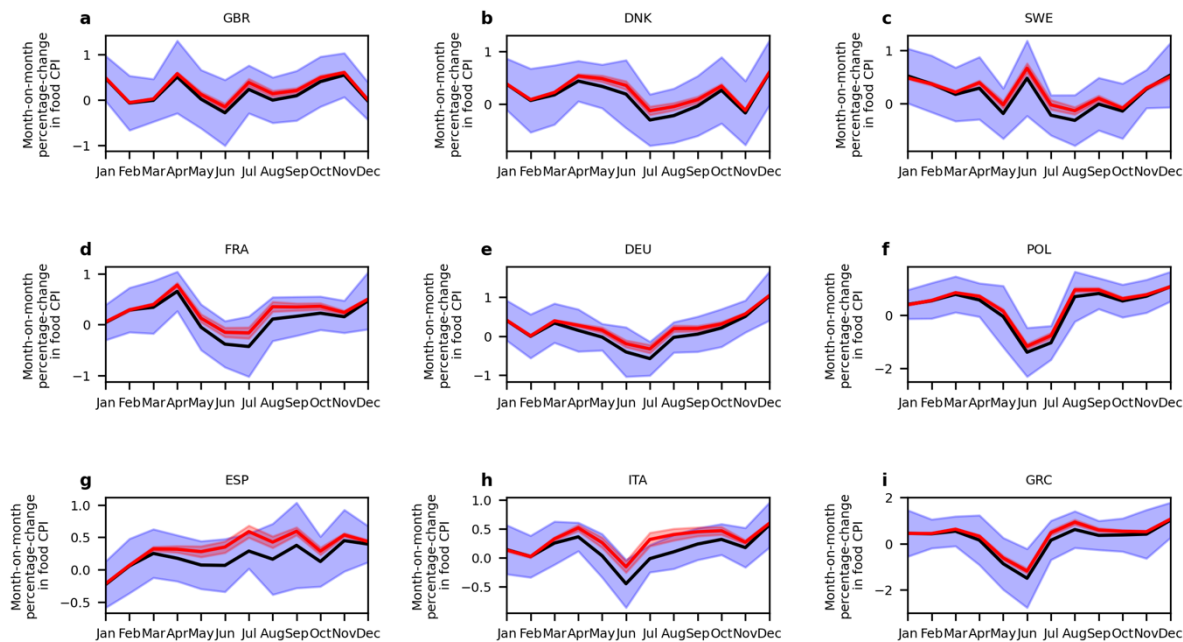 a GBR
b DNK
c SWE
Month-on-month
percentage-change
in food CPI
1
0
−1
Jan Feb Mar Apr May Jun Jul Aug Sep Oct Nov Dec
Month-on-month
percentage-change
in food CPI
1
0
Jan Feb Mar Apr May Jun Jul Aug Sep Oct Nov Dec
Month-on-month
percentage-change
in food CPI
1
0
Jan Feb Mar Apr May Jun Jul Aug Sep Oct Nov Dec
d FRA
e DEU
f POL
Month-on-month
percentage-change
in food CPI
1
0
−1
Jan Feb Mar Apr May Jun Jul Aug Sep Oct Nov Dec
Month-on-month
percentage-change
in food CPI
1
0
−1
Jan Feb Mar Apr May Jun Jul Aug Sep Oct Nov Dec
Month-on-month
percentage-change
in food CPI
0
−2
Jan Feb Mar Apr May Jun Jul Aug Sep Oct Nov Dec
g ESP
h ITA
i GRC
Month-on-month
percentage-change
in food CPI
1.0
0.5
0.0
−0.5
Jan Feb Mar Apr May Jun Jul Aug Sep Oct Nov Dec
Month-on-month
percentage-change
in food CPI
1.0
0.5
0.0
−0.5
Jan Feb Mar Apr May Jun Jul Aug Sep Oct Nov Dec
Month-on-month
percentage-change
in food CPI
2
0
−2
Jan Feb Mar Apr May Jun Jul Aug Sep Oct Nov Dec